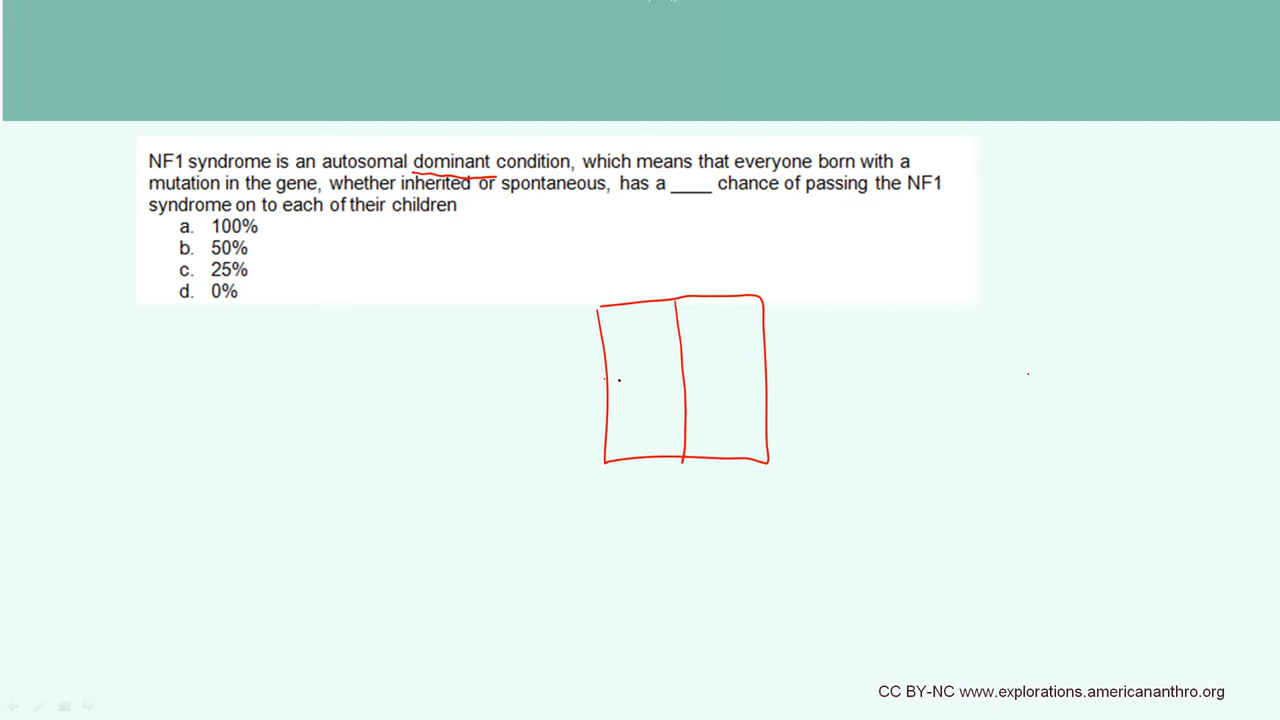 NF1 syndrome is an autosomal dominant condition, which means that everyone born with a
mutation in the gene, whether inherited or spontaneous, has a ____ chance of passing the NF1
syndrome on to each of their children
a. 100%
b. 50%
c. 25%
d. 0%
CC BY-NC www.explorations.americananthro.org